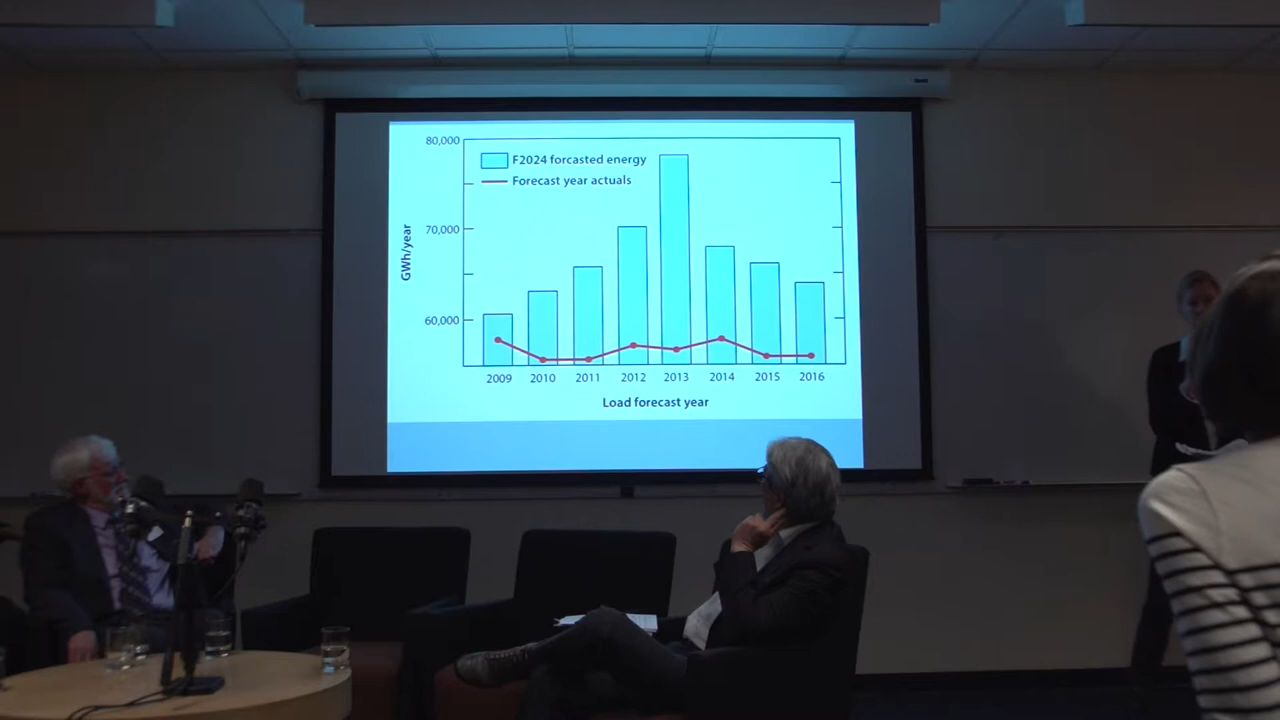 80,000
F2024 forcasted energy
Forecast year actuals
70,000
GWh/year
60,000
2009 2010 2011 2012 2013 2014 2015 2016
Load forecast year